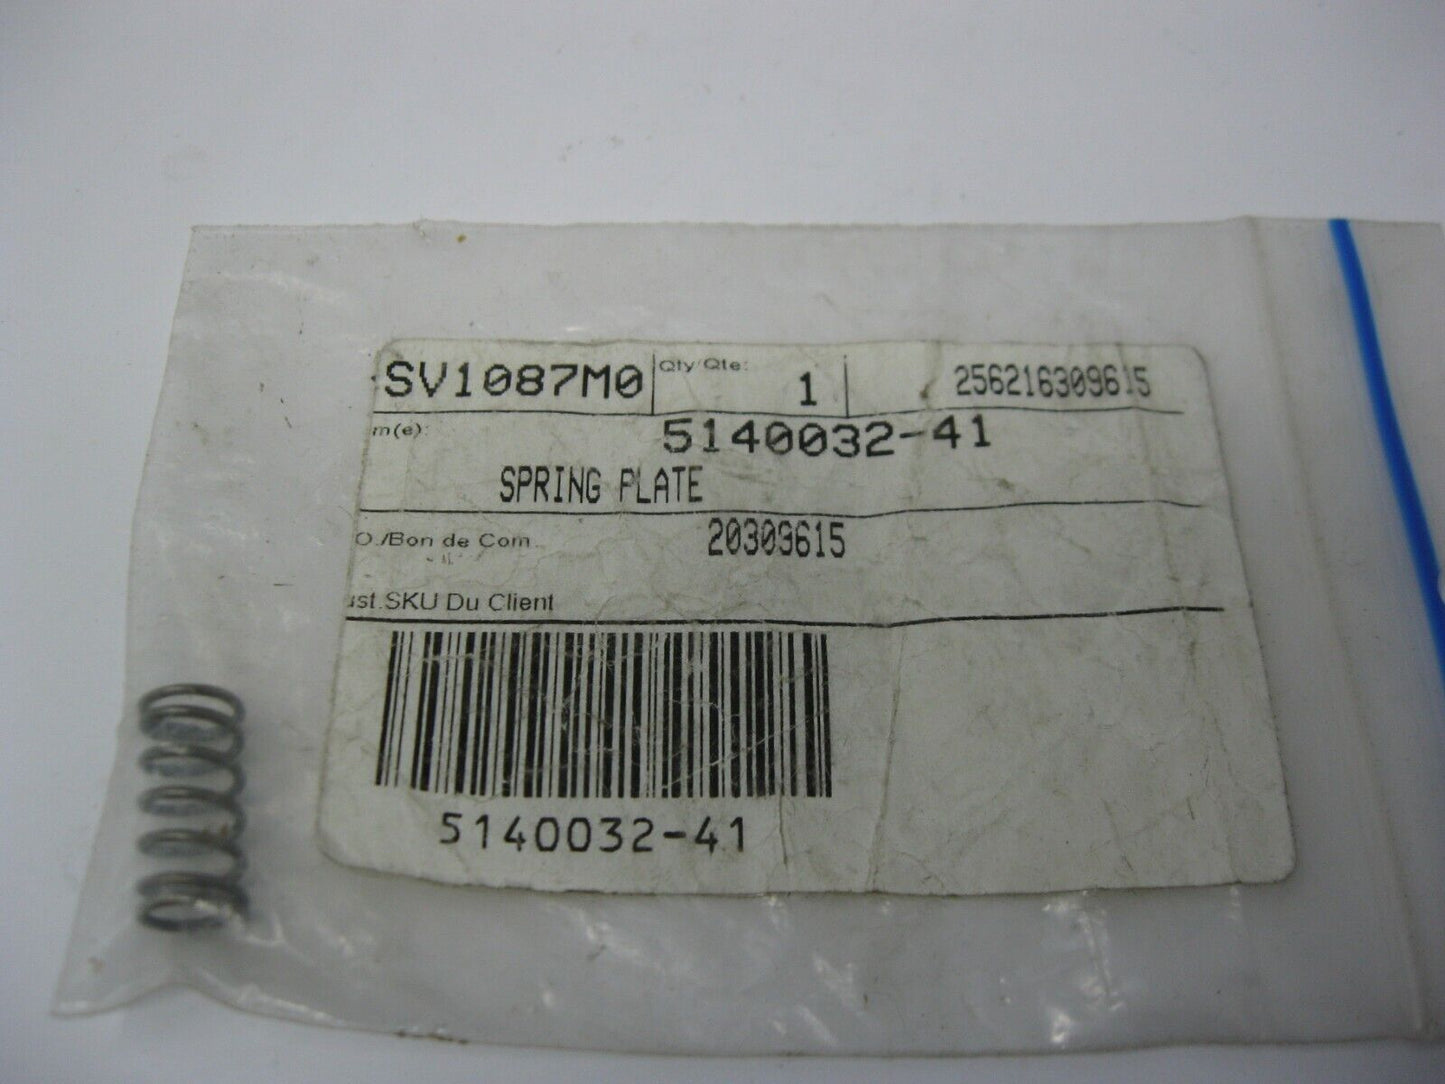 SV1087M0 Qty/Qte: 1 256216309615
m(e): 5140032-41
SPRING PLATE
O./Bon de Com. 20309615
ust.SKU Du Client
5140032-41